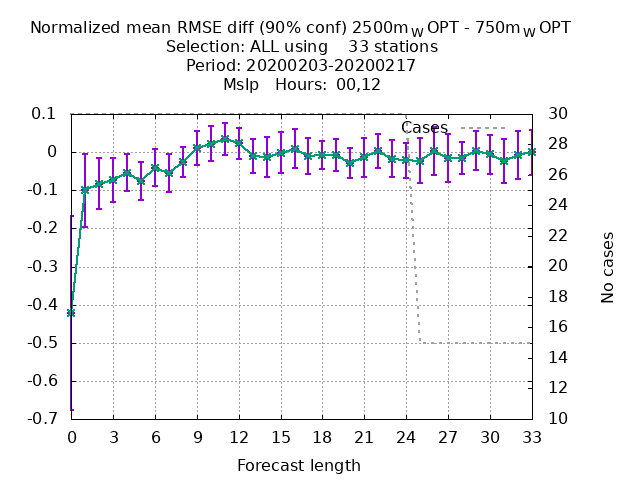 Normalized mean RMSE diff (90% conf) 2500m_W OPT - 750m_W OPT
Selection: ALL using    33 stations
Period: 20200203-20200217
Mslp   Hours: 00,12
Cases
0.1
0
-0.1
-0.2
-0.3
-0.4
-0.5
-0.6
-0.7
30
28
26
24
22
20
18
16
14
12
10
No cases
0 3 6 9 12 15 18 21 24 27 30 33
Forecast length